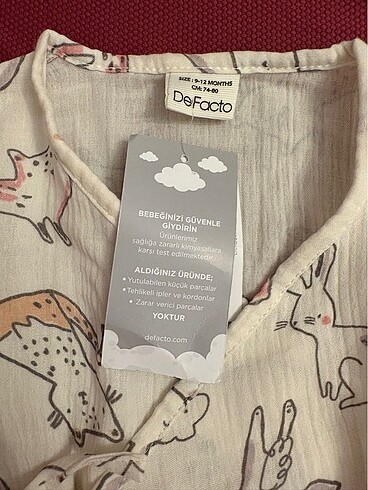 SIZE : 9-12 MONTHS
CM: 74-80
DeFacto
BEBEĞİNİZİ GÜVENLE
GİYDİRİN
Ürünlerimiz
sağlığa zararlı kimyasallara
karşı test edilmektedir.
ALDIĞINIZ ÜRÜNDE;
• Yutulabilen küçük parçalar
• Tehlikeli ipler ve kordonlar
• Zarar verici parçalar
YOKTUR
defacto.com